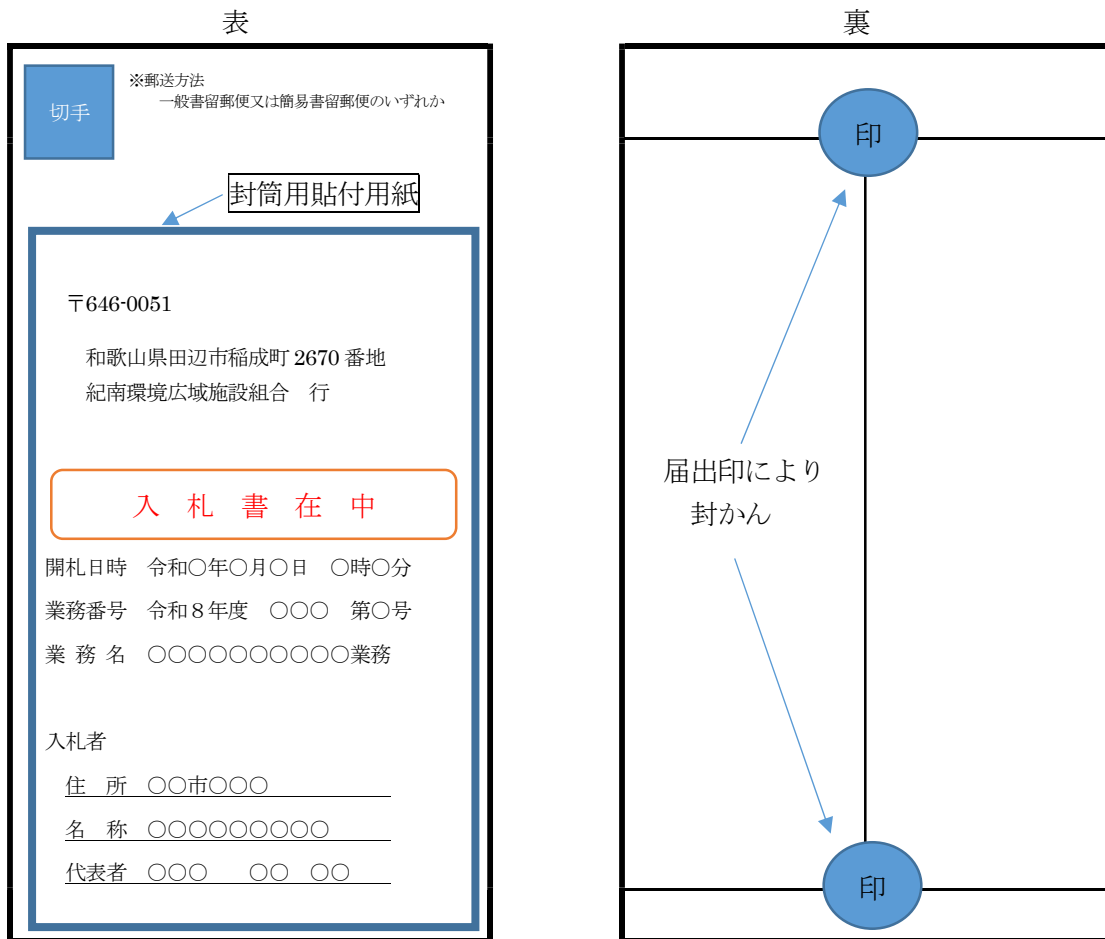 表
切手
※郵送方法
一般書留郵便又は簡易書留郵便のいずれか
封筒用貼付用紙
〒646-0051
和歌山県田辺市稲成町 2670 番地
紀南環境広域施設組合　行
入　札　書　在　中
開札日時　令和○年○月○日　○時○分
業務番号　令和８年度　○○○　第○号
業 務 名　○○○○○○○○○○業務
入札者
住　所　○○市○○○
名　称　○○○○○○○○○
代表者　○○○　　○○　○○
裏
印
届出印により
封かん
印